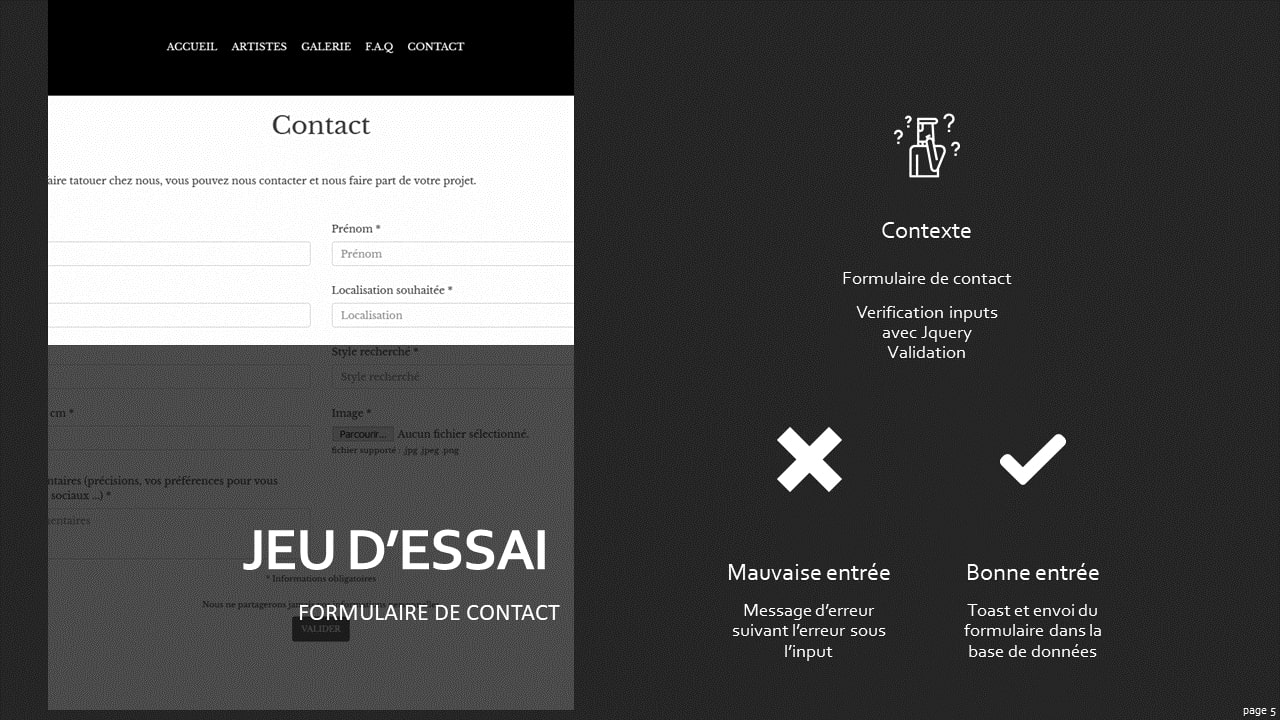 ACCUEIL ARTISTES GALERIE F.A.Q CONTACT
Contact
aire tatouer chez nous, vous pouvez nous contacter et nous faire part de votre projet.
Prénom *
Prénom
Localisation souhaitée *
Localisation
Style recherché *
Style recherché
cm *
Image *
Parcourir... Aucun fichier sélectionné.
fichier supporté : .jpg .jpeg .png
ntaires (précisions, vos préférences pour vous
sociaux ...) *
entaires
JEU D’ESSAI
* Informations obligatoires
Nous ne partagerons
FORMULAIRE DE CONTACT
VALIDER
Contexte
Formulaire de contact
Verification inputs
avec Jquery
Validation
Mauvaise entrée
Message d’erreur
suivant l’erreur sous
l’input
Bonne entrée
Toast et envoi du
formulaire dans la
base de données
page 5